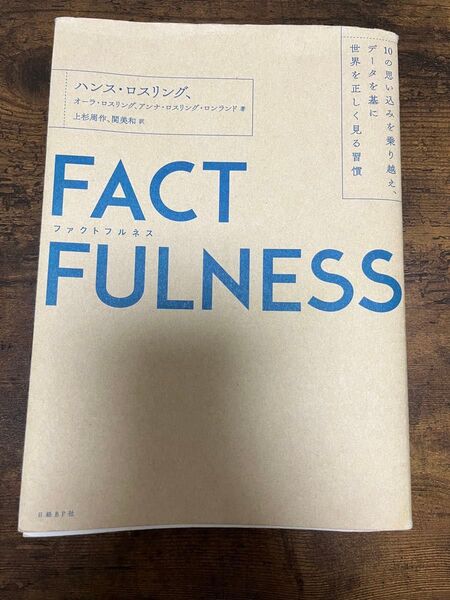 10の思い込みを乗り越え、
データを基に
世界を正しく見る習慣
ハンス・ロスリング、
オーラ・ロスリング、アンナ・ロスリング・ロンランド 著
上杉周作、関美和 訳
FACT
ファクトフルネス
FULNESS
日経BP社